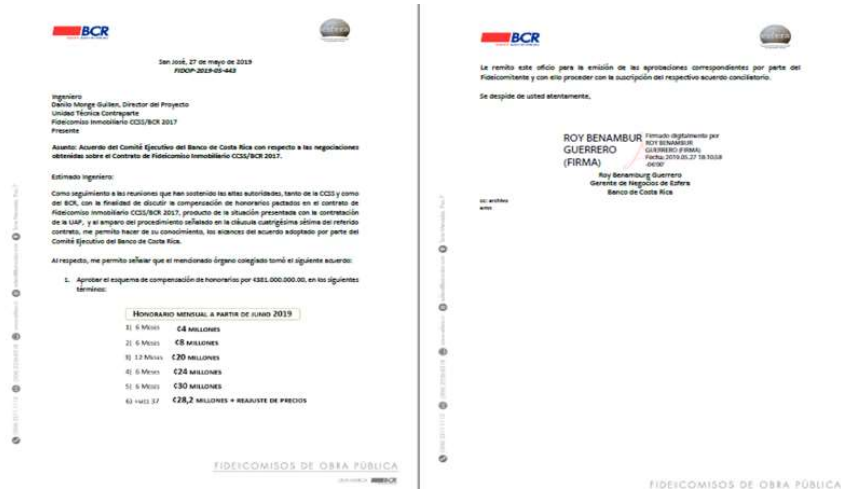 BCR
San José, 27 de mayo de 2019
FIDOP-2019-05-443
Ingeniero
Danilo Monge Guillen, Director del Proyecto
Unidad Técnica Contraparte
Fideicomiso Inmobiliario CCSS/BCR 2017
Presente
Asunto: Acuerdo del Comité Ejecutivo del Banco de Costa Rica con respecto a las negociaciones
obtenidas sobre el Contrato de Fideicomiso Inmobiliario CCSS/BCR 2017.
Estimado Ingeniero:
Como seguimiento a las reuniones que han sostenido las altas autoridades, tanto de la CCSS y como
del BCR, con la finalidad de discutir la compensación de honorarios pactados en el contrato de
Fideicomiso Inmobiliario CCSS/BCR 2017, producto de la situación presentada con la contratación
de la UAP, y al amparo del procedimiento señalado en la cláusula cuatrigésima sétima del referido
contrato, me permito hacer de su conocimiento, los alcances del acuerdo adoptado por parte del
Comité Ejecutivo del Banco de Costa Rica.
Al respecto, me permito señalar que el mencionado órgano colegiado tomó el siguiente acuerdo:
1. Aprobar el esquema de compensación de honorarios por ¢381.000.000.00, en los siguientes
términos:
HONORARIO MENSUAL A PARTIR DE JUNIO 2019
1) 6 MESES ¢4 MILLONES
2) 6 MESES ¢8 MILLONES
3) 12 MESES ¢20 MILLONES
4) 6 MESES ¢24 MILLONES
5) 6 MESES ¢30 MILLONES
6) MES 37 ¢28,2 MILLONES + REAJUSTE DE PRECIOS
FIDEICOMISOS DE OBRA PÚBLICA
BCR
Le remito este oficio para la emisión de las aprobaciones correspondientes por parte del
Fideicomitente y con ello proceder con la suscripción del respectivo acuerdo conciliatorio.
Se despide de usted atentamente,
ROY BENAMBUR
GUERRERO
(FIRMA)
Firmado digitalmente por
ROY BENAMBUR
GUERRERO (FIRMA)
Fecha: 2019.05.27 18:10:58
-06'00'
Roy Benamburg Guerrero
Gerente de Negocios de Esfera
Banco de Costa Rica
cc: archivo
FIDEICOMISOS DE OBRA PÚBLICA